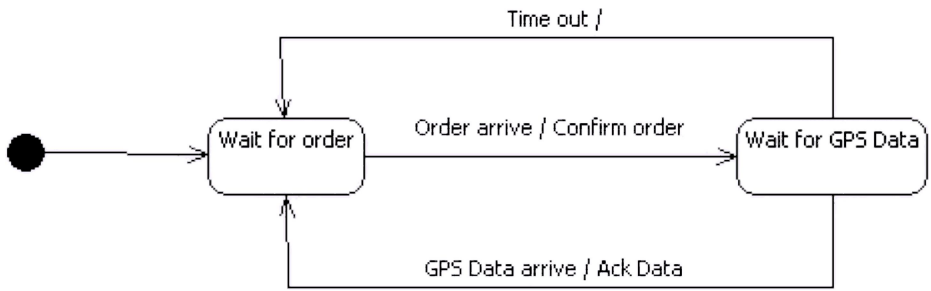 Time out /
Order arrive / Confirm order
Wait for order
Wait for GPS Data
GPS Data arrive / Ack Data